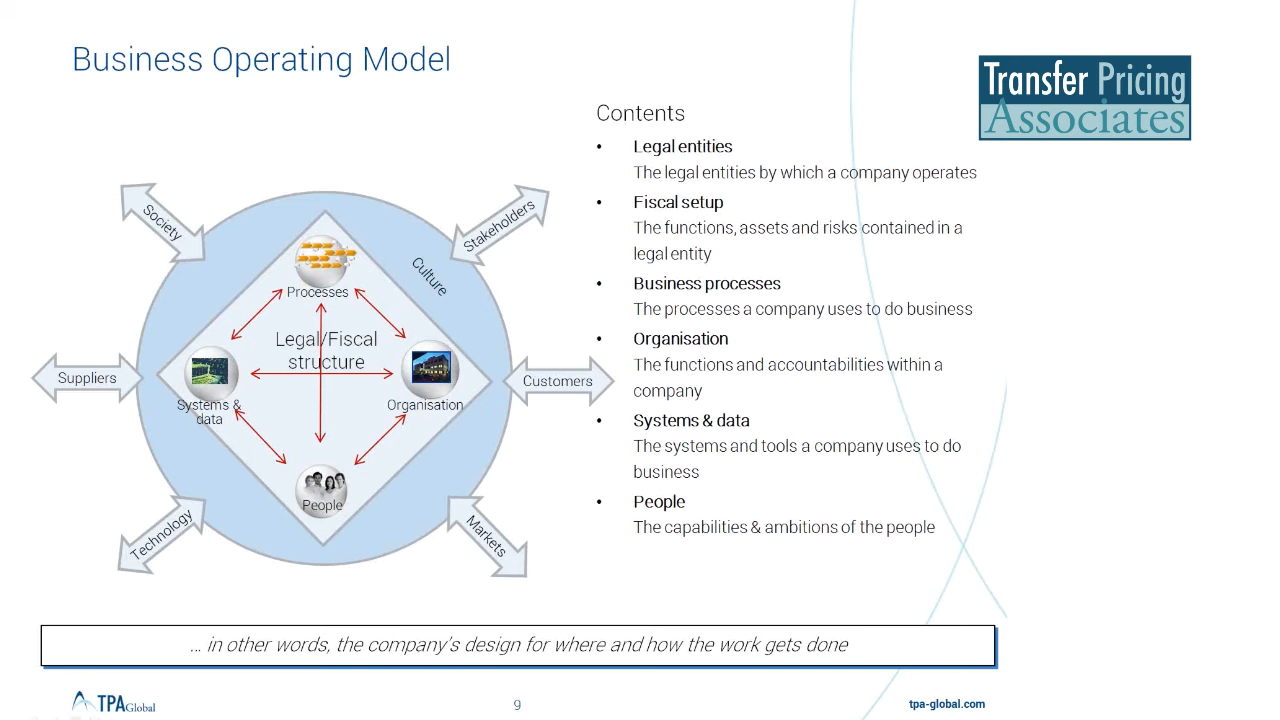 Business Operating Model
Transfer Pricing
Associates
Contents
• Legal entities
The legal entities by which a company operates
• Fiscal setup
The functions, assets and risks contained in a
legal entity
• Business processes
The processes a company uses to do business
• Organisation
The functions and accountabilities within a
company
• Systems & data
The systems and tools a company uses to do
business
• People
The capabilities & ambitions of the people
Society
Stakeholders
Culture
Processes
Legal/Fiscal
structure
Suppliers
Customers
Systems &
data
Organisation
People
Technology
Markets
... in other words, the company's design for where and how the work gets done
TPA Global
9
tpa-global.com